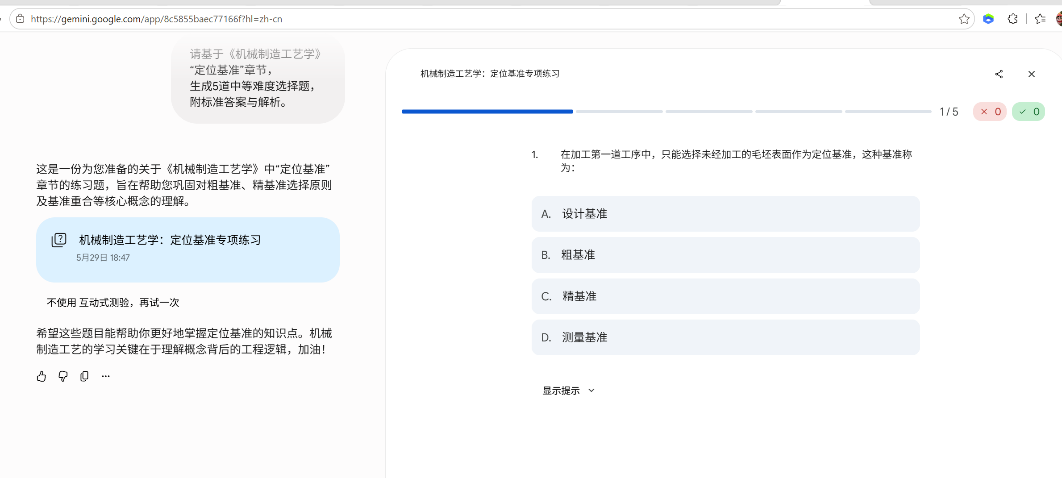 https://gemini.google.com/app/8c5855baec77166f?hl=zh-cn
请基于《机械制造工艺学》
“定位基准”章节，
生成5道中等难度选择题，
附标准答案与解析。
这是一份为您准备的关于《机械制造工艺学》中“定位基准”
章节的练习题，旨在帮助您巩固对粗基准、精基准选择原则
及基准重合等核心概念的理解。
机械制造工艺学：定位基准专项练习
5月29日 18:47
不使用 互动式测验，再试一次
希望这些题目能帮助你更好地掌握定位基准的知识点。机械
制造工艺的学习关键在于理解概念背后的工程逻辑，加油！
机械制造工艺学：定位基准专项练习
1 / 5
0
0
1. 在加工第一道工序中，只能选择未经加工的毛坯表面作为定位基准，这种基准称
为：
A. 设计基准
B. 粗基准
C. 精基准
D. 测量基准
显示提示